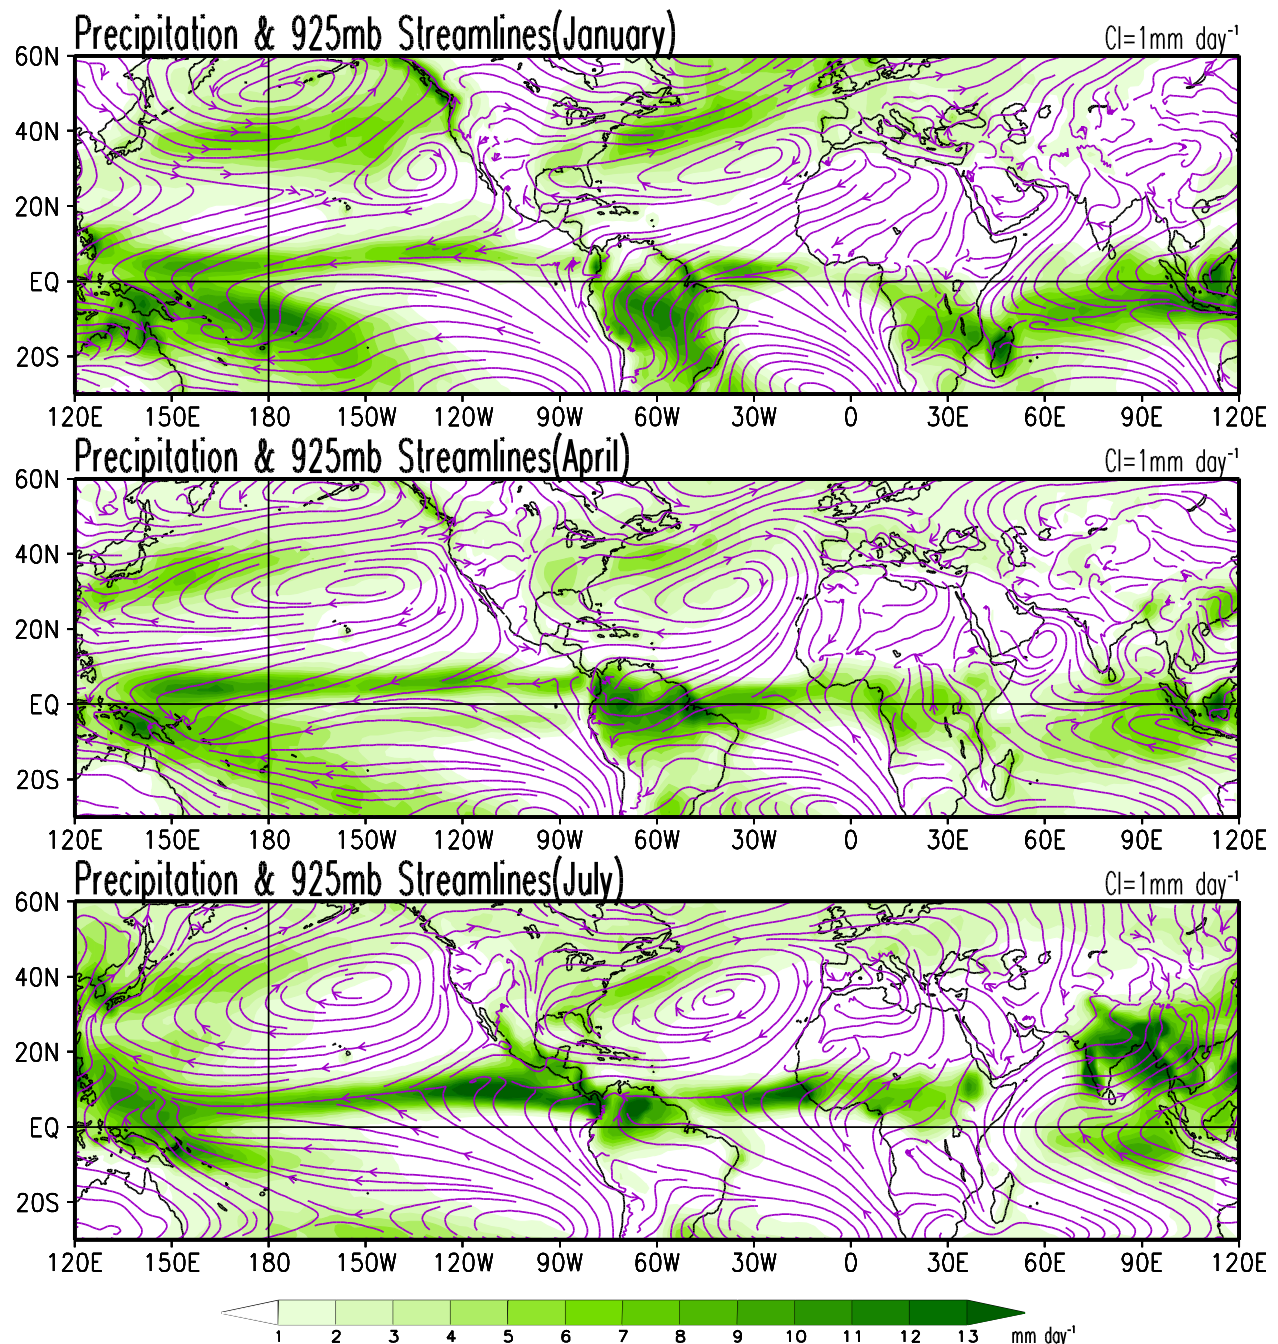 Precipitation & 925mb Streamlines(January) CI=1mm day⁻¹
60N
40N
20N
EQ
20S
120E 150E 180 150W 120W 90W 60W 30W 0 30E 60E 90E 120E
Precipitation & 925mb Streamlines(April) CI=1mm day⁻¹
60N
40N
20N
EQ
20S
120E 150E 180 150W 120W 90W 60W 30W 0 30E 60E 90E 120E
Precipitation & 925mb Streamlines(July) CI=1mm day⁻¹
60N
40N
20N
EQ
20S
120E 150E 180 150W 120W 90W 60W 30W 0 30E 60E 90E 120E
1 2 3 4 5 6 7 8 9 10 11 12 13 mm day⁻¹